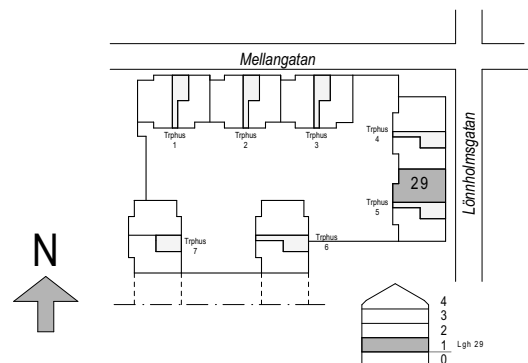 Mellangatan
Trphus
1
Trphus
2
Trphus
3
Trphus
4
29
Trphus
5
Lönnholmsgatan
Trphus
7
Trphus
6
N
4
3
2
1 Lgh 29
0